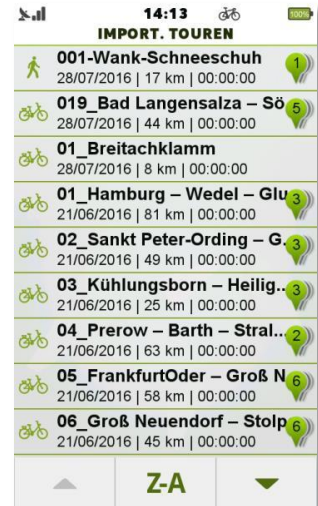 14:13
100%
IMPORT. TOUREN
001-Wank-Schneeschuh
28/07/2016 | 17 km | 00:00:00
1
019_Bad Langensalza – Sö
28/07/2016 | 44 km | 00:00:00
5
01_Breitachklamm
28/07/2016 | 8 km | 00:00:00
01_Hamburg – Wedel – Glu
21/06/2016 | 81 km | 00:00:00
3
02_Sankt Peter-Ording – G.
21/06/2016 | 49 km | 00:00:00
3
03_Kühlungsborn – Heilig..
21/06/2016 | 25 km | 00:00:00
3
04_Prerow – Barth – Stral...
21/06/2016 | 63 km | 00:00:00
2
05_FrankfurtOder – Groß N
21/06/2016 | 58 km | 00:00:00
6
06_Groß Neuendorf – Stolp
21/06/2016 | 45 km | 00:00:00
6
Z-A